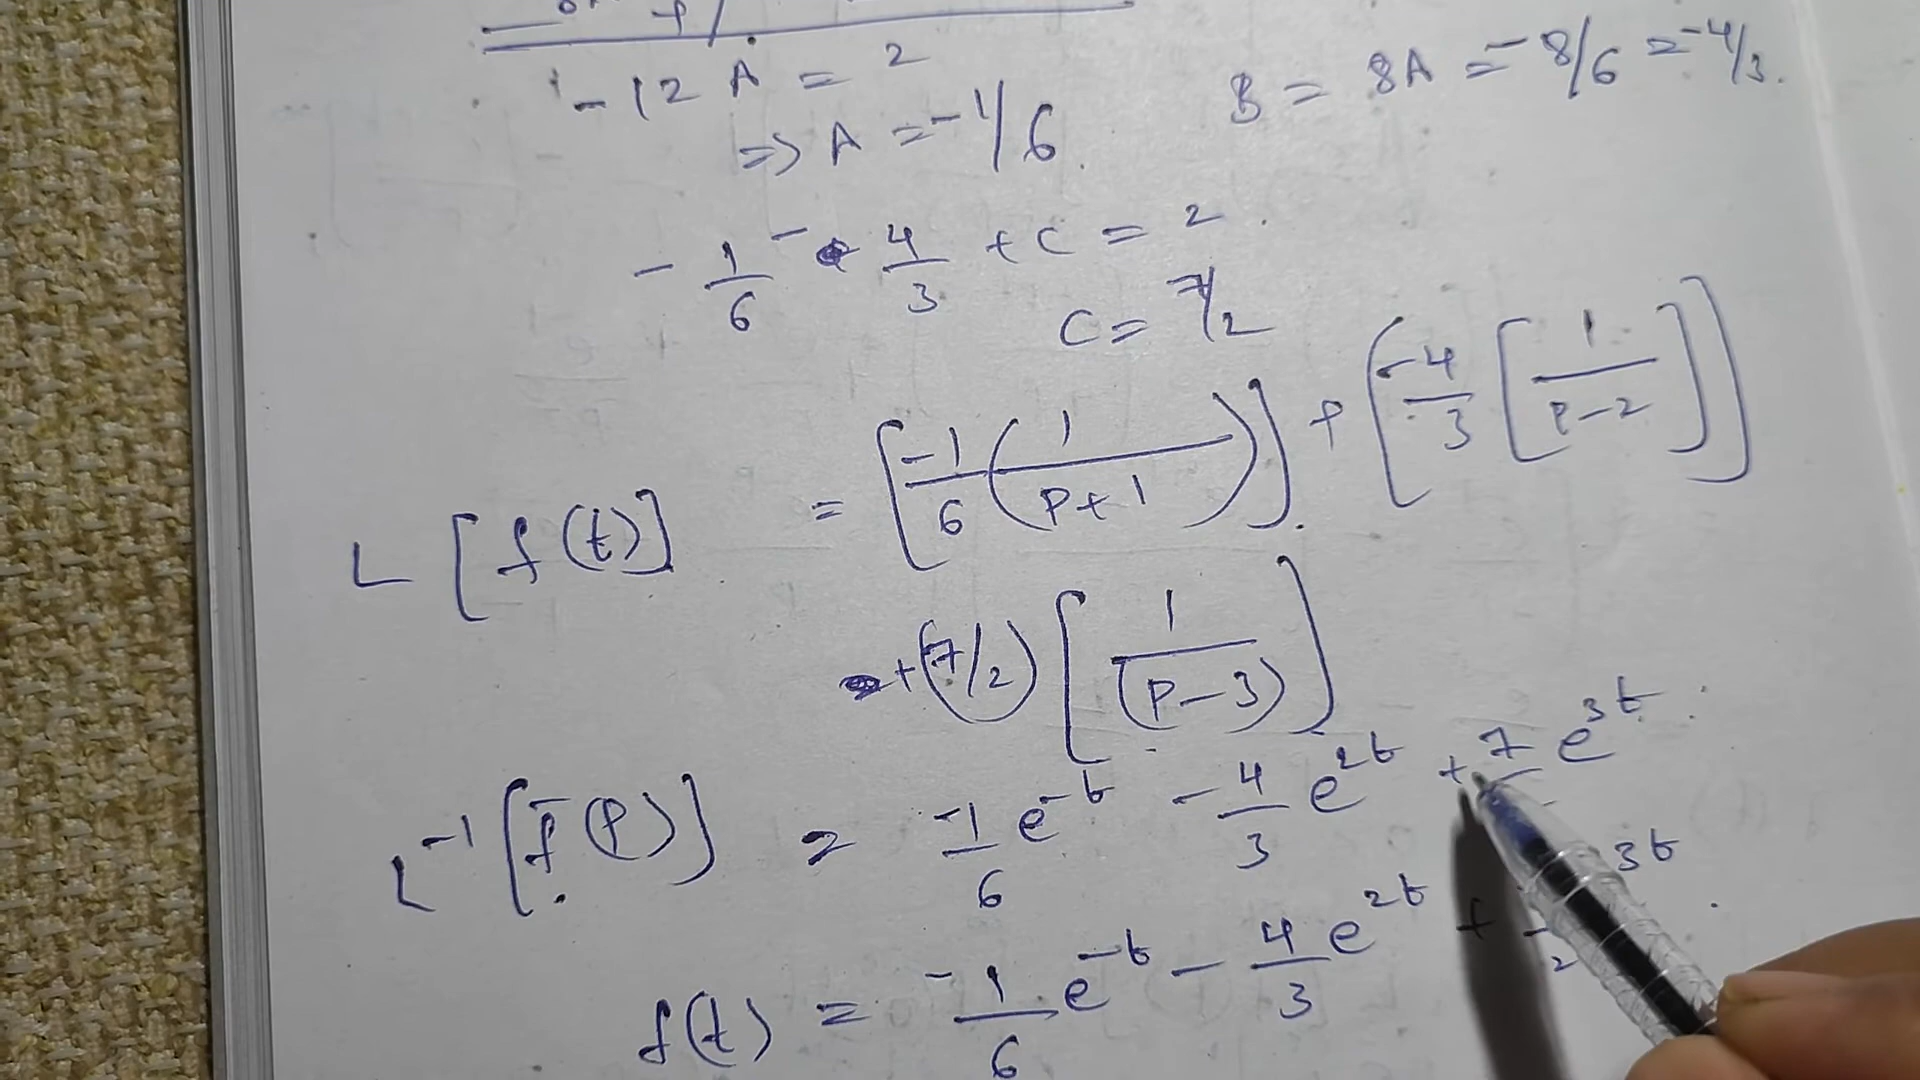 -12 A = 2
B = 8A = -8/6 = -4/3.
=> A = -1/6.
- 1/6 - 4/3 + C = 2.
C = 7/2
L [f(t)] = [-1/6 (1/(P+1))] + [-4/3 [1/(P-2)]]
+(7/2) [1/(P-3)]
L⁻¹ [f̄(P)] = -1/6 e^{-t} - 4/3 e^{2t} + 7 e^{3t}
f(t) = -1/6 e^{-t} - 4/3 e^{2t} + 2 3t